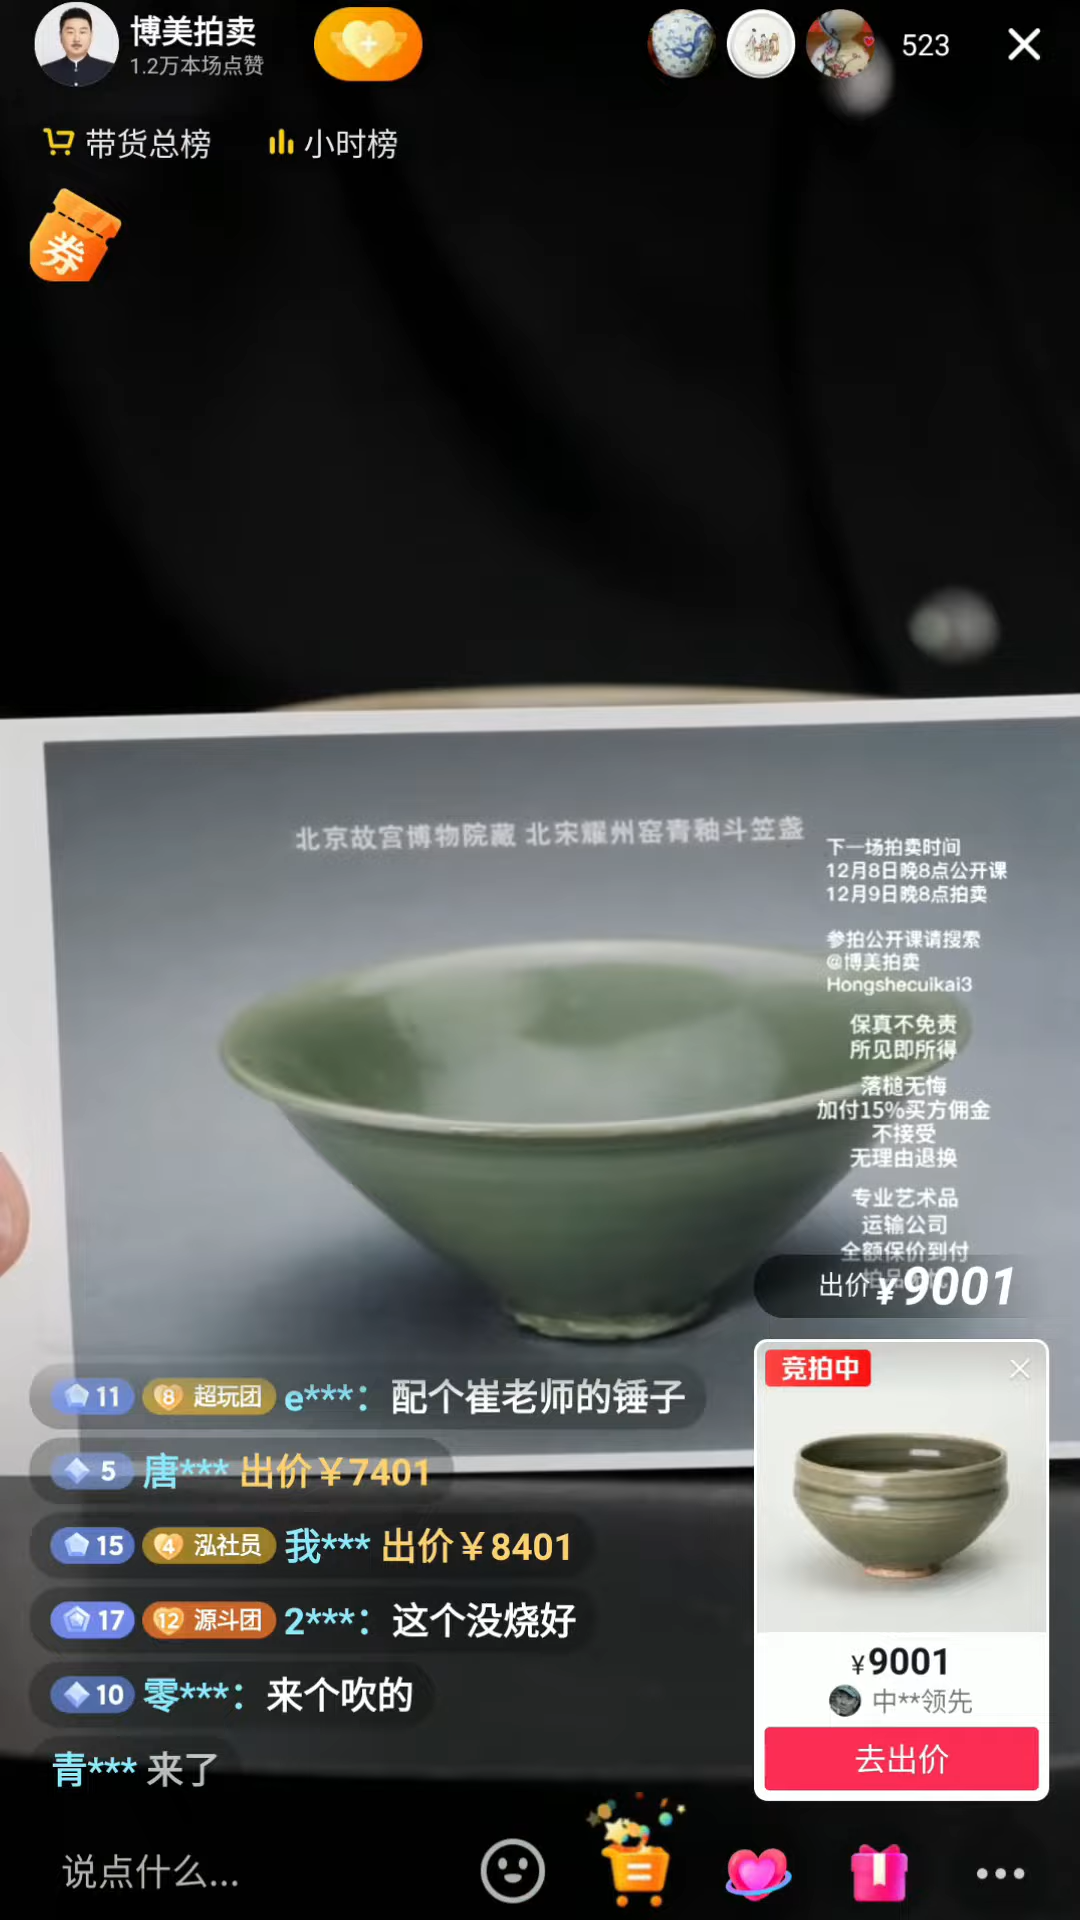 博美拍卖
1.2万本场点赞
523
带货总榜
小时榜
券
北京故宫博物院藏 北宋耀州窑青釉斗笠盏
下一场拍卖时间
12月8日晚8点公开课
12月9日晚8点拍卖
参拍公开课请搜索
@博美拍卖
Hongshecuikai3
保真不免责
所见即所得
落槌无悔
加付15%买方佣金
不接受
无理由退换
专业艺术品
运输公司
全额保价到付
出价 ¥9001
竞拍中
¥9001
中**领先
去出价
11 8 超玩团 e***：配个崔老师的锤子
5 唐*** 出价￥7401
15 4 泓社员 我*** 出价￥8401
17 12 源斗团 2***：这个没烧好
10 零***：来个吹的
青*** 来了
说点什么...